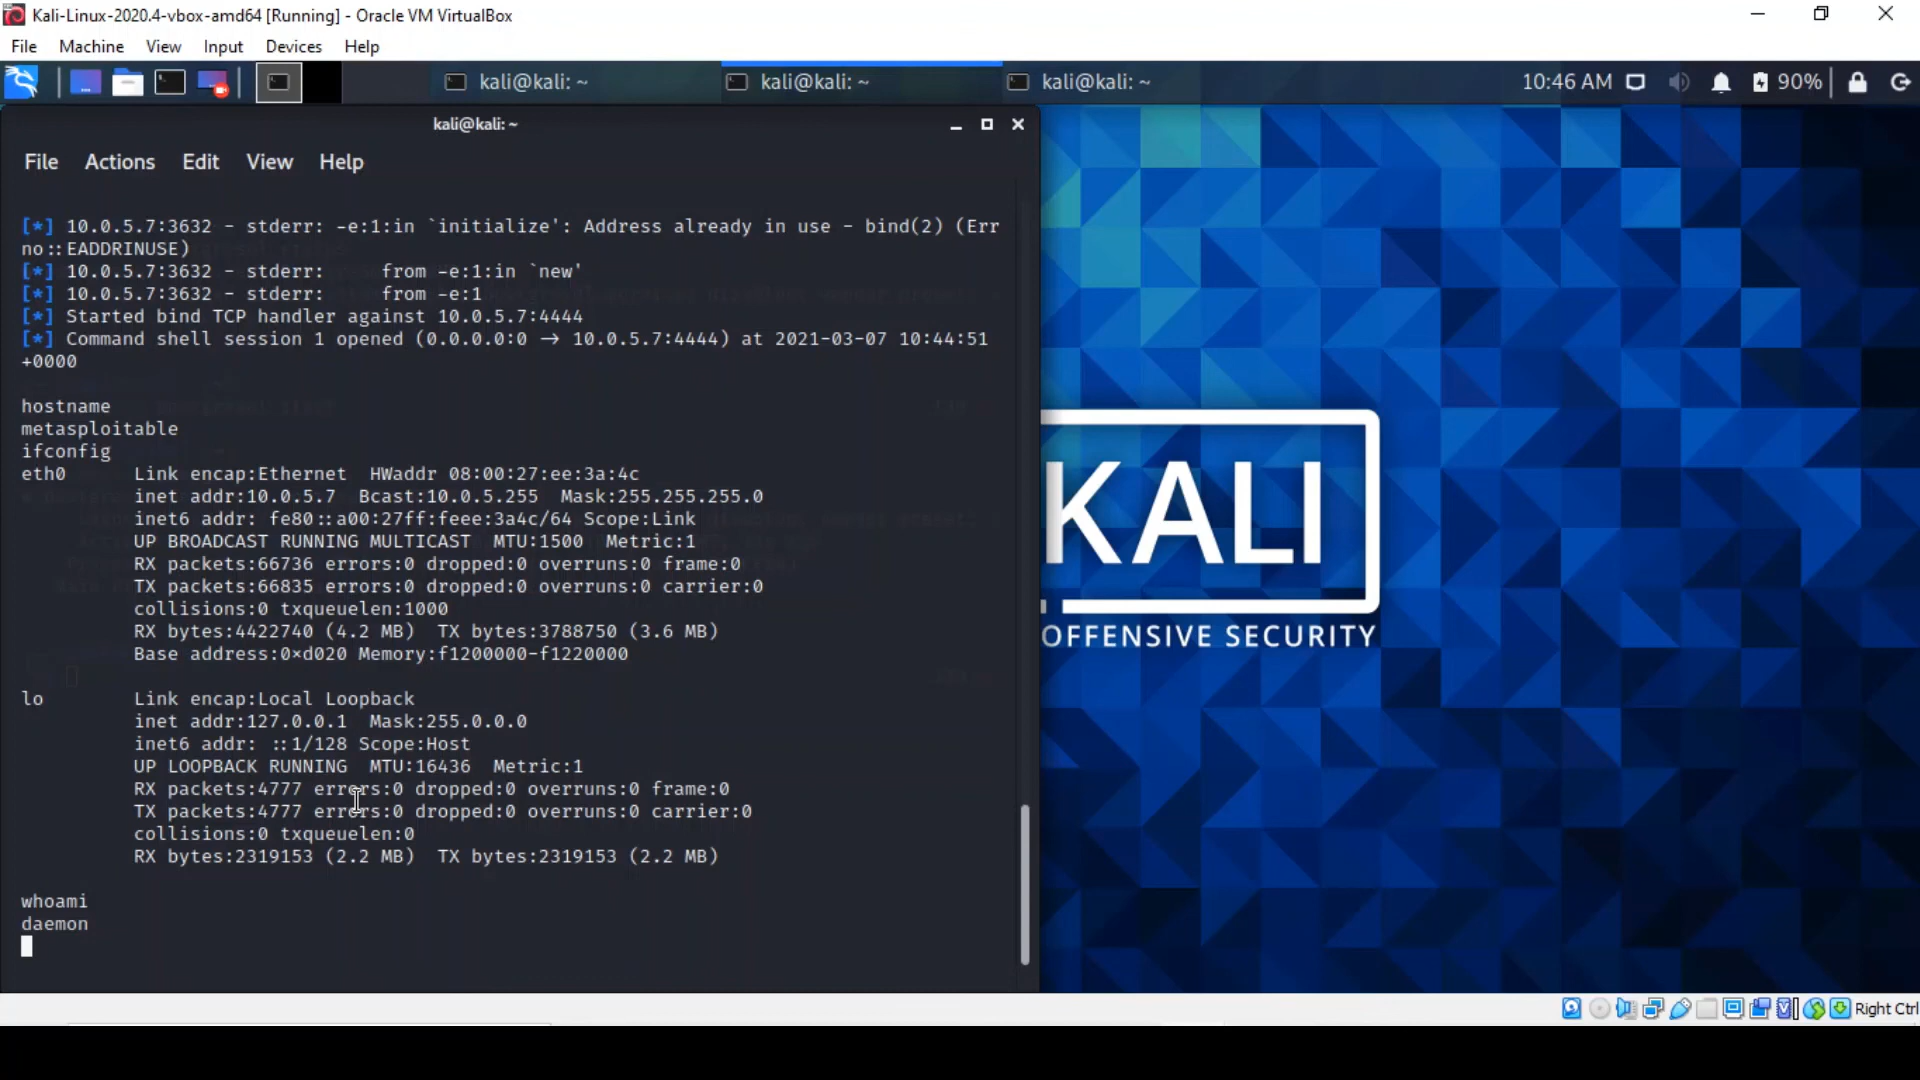 Kali-Linux-2020.4-vbox-amd64 [Running] - Oracle VM VirtualBox
File Machine View Input Devices Help
kali@kali: ~ kali@kali: ~ kali@kali: ~ 10:46 AM 90%
kali@kali: ~
File Actions Edit View Help
[*] 10.0.5.7:3632 - stderr: -e:1:in `initialize': Address already in use - bind(2) (Err
no::EADDRINUSE)
[*] 10.0.5.7:3632 - stderr: from -e:1:in `new'
[*] 10.0.5.7:3632 - stderr: from -e:1
[*] Started bind TCP handler against 10.0.5.7:4444
[*] Command shell session 1 opened (0.0.0.0:0 → 10.0.5.7:4444) at 2021-03-07 10:44:51
+0000
hostname
metasploitable
ifconfig
eth0 Link encap:Ethernet HWaddr 08:00:27:ee:3a:4c
inet addr:10.0.5.7 Bcast:10.0.5.255 Mask:255.255.255.0
inet6 addr: fe80::a00:27ff:feee:3a4c/64 Scope:Link
UP BROADCAST RUNNING MULTICAST MTU:1500 Metric:1
RX packets:66736 errors:0 dropped:0 overruns:0 frame:0
TX packets:66835 errors:0 dropped:0 overruns:0 carrier:0
collisions:0 txqueuelen:1000
RX bytes:4422740 (4.2 MB) TX bytes:3788750 (3.6 MB)
Base address:0×d020 Memory:f1200000-f1220000
lo Link encap:Local Loopback
inet addr:127.0.0.1 Mask:255.0.0.0
inet6 addr: ::1/128 Scope:Host
UP LOOPBACK RUNNING MTU:16436 Metric:1
RX packets:4777 errors:0 dropped:0 overruns:0 frame:0
TX packets:4777 errors:0 dropped:0 overruns:0 carrier:0
collisions:0 txqueuelen:0
RX bytes:2319153 (2.2 MB) TX bytes:2319153 (2.2 MB)
whoami
daemon
KALI
OFFENSIVE SECURITY
Right Ctrl